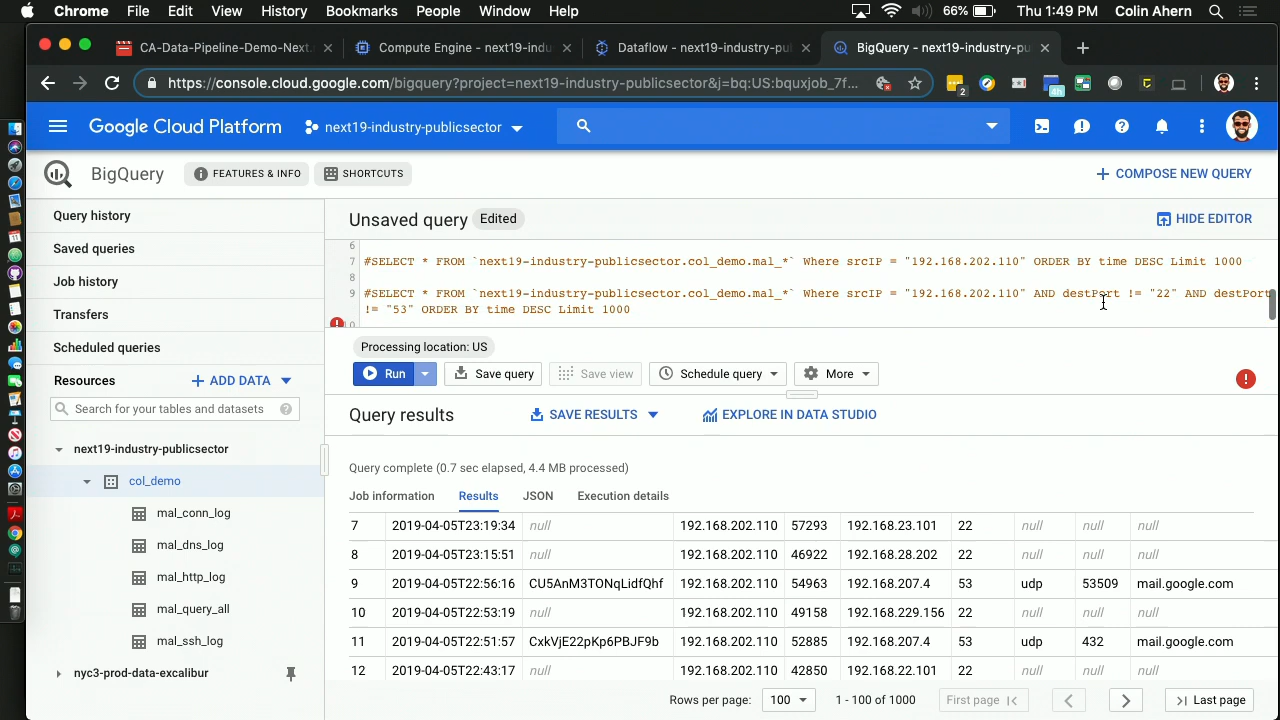 Chrome File Edit View History Bookmarks People Window Help 66% Thu 1:49 PM Colin Ahern
CA-Data-Pipeline-Demo-Next. Compute Engine - next19-indu Dataflow - next19-industry-pul BigQuery - next19-industry-pu
https://console.cloud.google.com/bigquery?project=next19-industry-publicsector&j=bq:US:bquxjob_7f... 2 4h
Google Cloud Platform next19-industry-publicsector
BigQuery FEATURES & INFO SHORTCUTS COMPOSE NEW QUERY
Query history
Saved queries
Job history
Transfers
Scheduled queries
Resources ADD DATA
Search for your tables and datasets
next19-industry-publicsector
col_demo
mal_conn_log
mal_dns_log
mal_http_log
mal_query_all
mal_ssh_log
nyc3-prod-data-excalibur
Unsaved query Edited HIDE EDITOR
6
7 #SELECT * FROM `next19-industry-publicsector.col_demo.mal_*` Where srcIP = "192.168.202.110" ORDER BY time DESC Limit 1000
8
9 #SELECT * FROM `next19-industry-publicsector.col_demo.mal_*` Where srcIP = "192.168.202.110" AND destPort != "22" AND destPort
!= "53" ORDER BY time DESC Limit 1000
Processing location: US
Run Save query Save view Schedule query More
Query results SAVE RESULTS EXPLORE IN DATA STUDIO
Query complete (0.7 sec elapsed, 4.4 MB processed)
Job information Results JSON Execution details
7 2019-04-05T23:19:34 null 192.168.202.110 57293 192.168.23.101 22 null null null
8 2019-04-05T23:15:51 null 192.168.202.110 46922 192.168.28.202 22 null null null
9 2019-04-05T22:56:16 CU5AnM3TONqLidfQhf 192.168.202.110 54963 192.168.207.4 53 udp 53509 mail.google.com
10 2019-04-05T22:53:19 null 192.168.202.110 49158 192.168.229.156 22 null null null
11 2019-04-05T22:51:57 CxkVjE22pKp6PBJF9b 192.168.202.110 52885 192.168.207.4 53 udp 432 mail.google.com
12 2019-04-05T22:43:17 null 192.168.202.110 42850 192.168.22.101 22 null null null
Rows per page: 100 1 - 100 of 1000 First page Last page